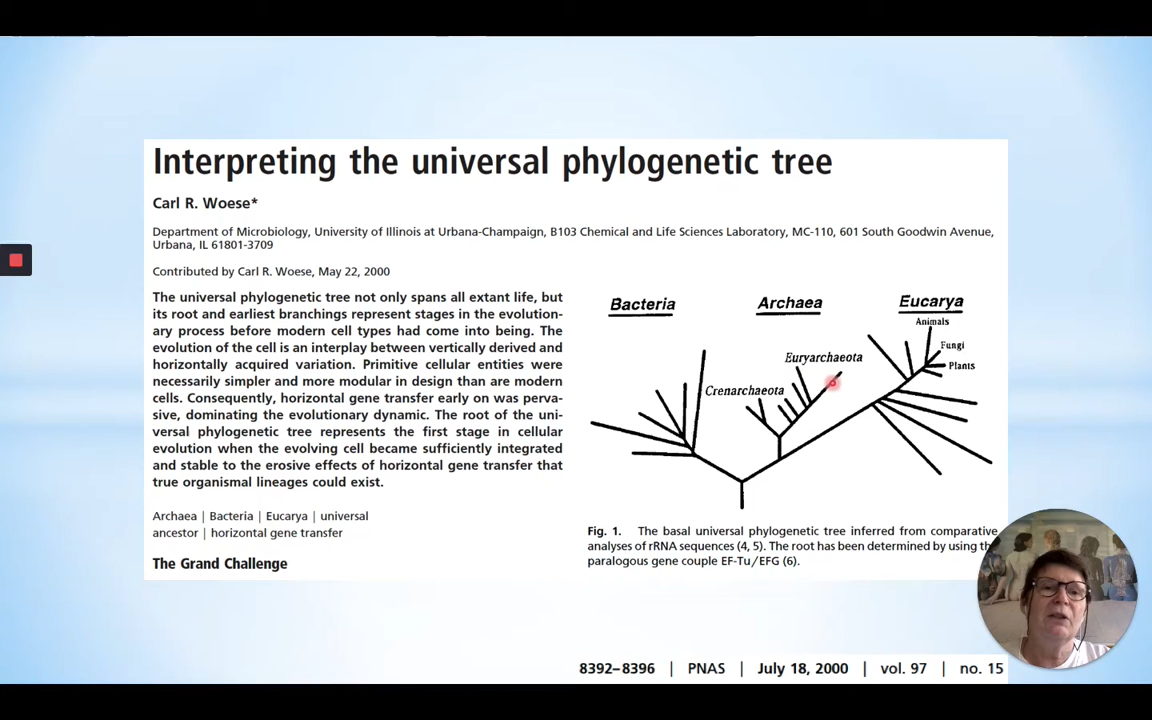 Interpreting the universal phylogenetic tree
Carl R. Woese*
Department of Microbiology, University of Illinois at Urbana-Champaign, B103 Chemical and Life Sciences Laboratory, MC-110, 601 South Goodwin Avenue,
Urbana, IL 61801-3709
Contributed by Carl R. Woese, May 22, 2000
The universal phylogenetic tree not only spans all extant life, but
its root and earliest branchings represent stages in the evolution-
ary process before modern cell types had come into being. The
evolution of the cell is an interplay between vertically derived and
horizontally acquired variation. Primitive cellular entities were
necessarily simpler and more modular in design than are modern
cells. Consequently, horizontal gene transfer early on was perva-
sive, dominating the evolutionary dynamic. The root of the uni-
versal phylogenetic tree represents the first stage in cellular
evolution when the evolving cell became sufficiently integrated
and stable to the erosive effects of horizontal gene transfer that
true organismal lineages could exist.
Archaea | Bacteria | Eucarya | universal
ancestor | horizontal gene transfer
The Grand Challenge
Bacteria
Archaea
Eucarya
Animals
Fungi
Plants
Euryarchaeota
Crenarchaeota
Fig. 1. The basal universal phylogenetic tree inferred from comparative
analyses of rRNA sequences (4, 5). The root has been determined by using
paralogous gene couple EF-Tu/EFG (6).
8392–8396 | PNAS | July 18, 2000 | vol. 97 | no. 15